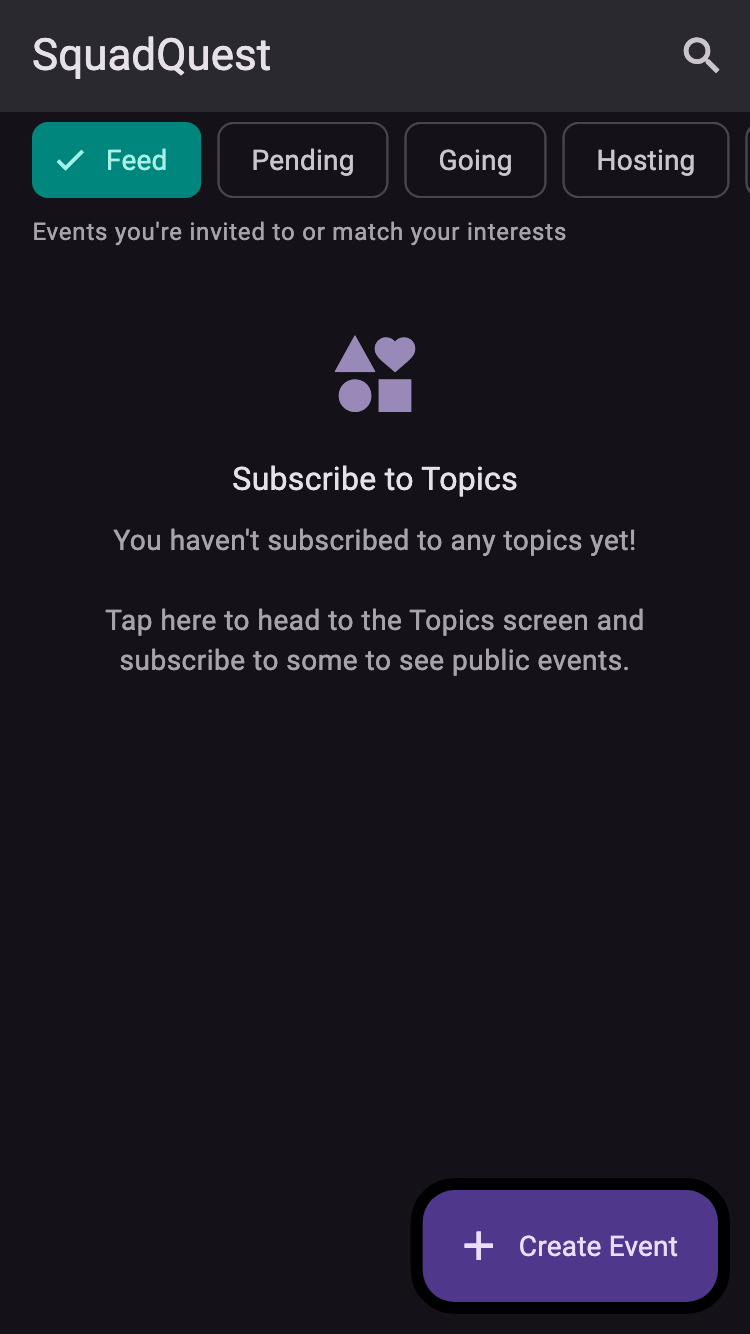 SquadQuest
Feed
Pending
Going
Hosting
Events you're invited to or match your interests
Subscribe to Topics
You haven't subscribed to any topics yet!
Tap here to head to the Topics screen and
subscribe to some to see public events.
Create Event